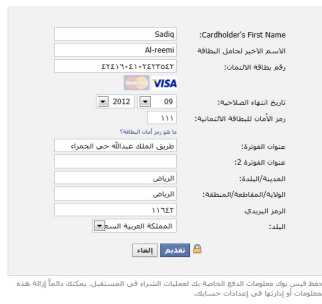 Cardholder's First Name:
Sadiq
الاسم الاخير لحامل البطاقة
Al-reemi
رقم بطاقة الائتمان:
VISA
تاريخ انتهاء الصلاحية:
09
2012
رمز الأمان للبطاقة الائتمانية:
١١١
ما هو رمز أمان البطاقة؟
عنوان الفوترة:
طريق الملك عبدالله حي الحمراء
عنوان الفوترة 2:
المدينة/البلدة:
الرياض
الولاية/المقاطعة/المنطقة:
الرياض
الرمز البريدي
١١٦٤٢
البلد:
المملكة العربية السع
تقديم
إلغاء
حفظ فيس بوك معلومات الدفع الخاصة بك لعمليات الشراء في المستقبل. يمكنك دائماً إزالة هذه
معلومات أو إدارتها في إعدادات حسابك.